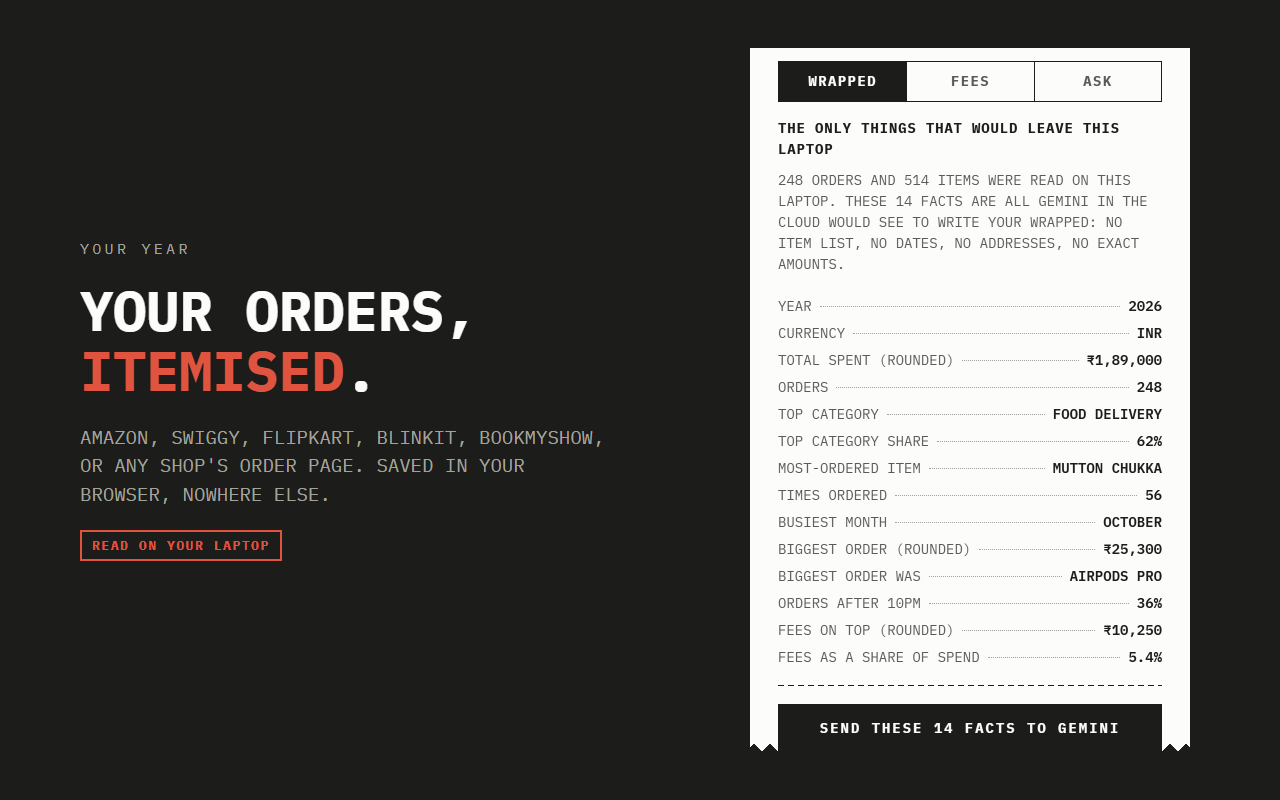 YOUR YEAR
YOUR ORDERS,
ITEMISED.
AMAZON, SWIGGY, FLIPKART, BLINKIT, BOOKMYSHOW,
OR ANY SHOP'S ORDER PAGE. SAVED IN YOUR
BROWSER, NOWHERE ELSE.
READ ON YOUR LAPTOP
WRAPPED FEES ASK
THE ONLY THINGS THAT WOULD LEAVE THIS
LAPTOP
248 ORDERS AND 514 ITEMS WERE READ ON THIS
LAPTOP. THESE 14 FACTS ARE ALL GEMINI IN THE
CLOUD WOULD SEE TO WRITE YOUR WRAPPED: NO
ITEM LIST, NO DATES, NO ADDRESSES, NO EXACT
AMOUNTS.
YEAR 2026
CURRENCY INR
TOTAL SPENT (ROUNDED) ₹1,89,000
ORDERS 248
TOP CATEGORY FOOD DELIVERY
TOP CATEGORY SHARE 62%
MOST-ORDERED ITEM MUTTON CHUKKA
TIMES ORDERED 56
BUSIEST MONTH OCTOBER
BIGGEST ORDER (ROUNDED) ₹25,300
BIGGEST ORDER WAS AIRPODS PRO
ORDERS AFTER 10PM 36%
FEES ON TOP (ROUNDED) ₹10,250
FEES AS A SHARE OF SPEND 5.4%
SEND THESE 14 FACTS TO GEMINI